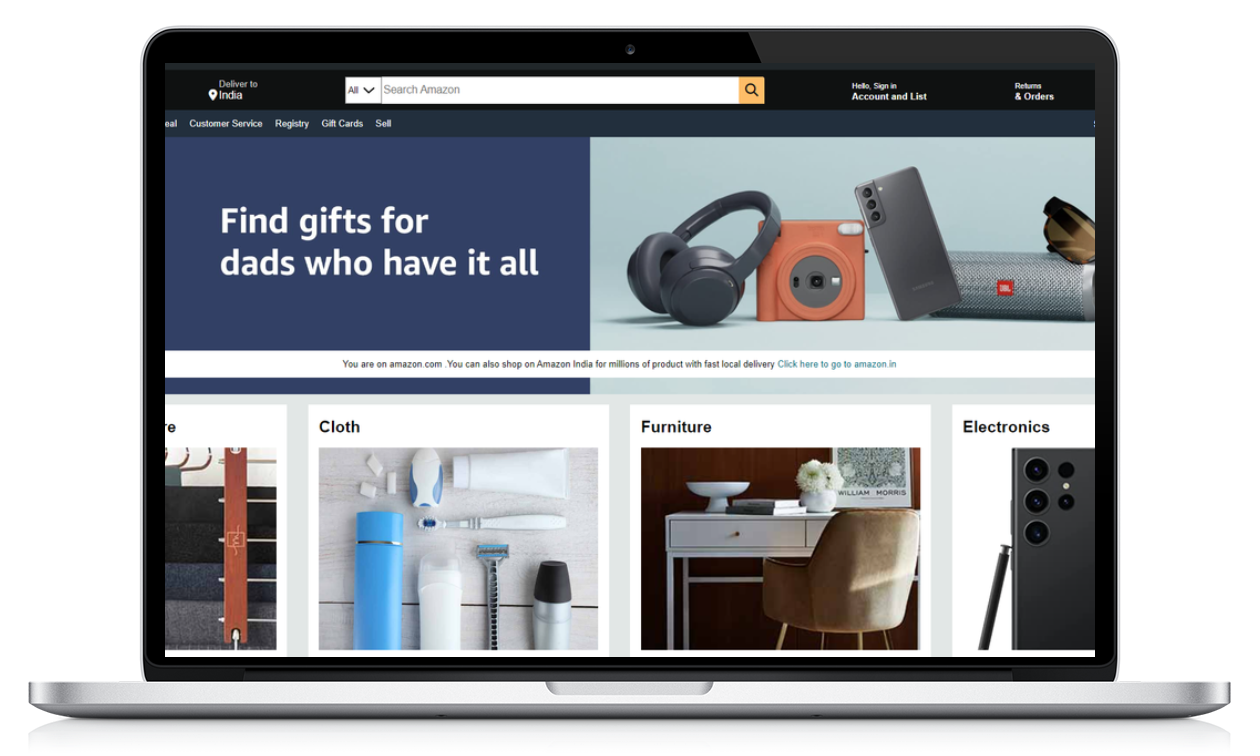 Deliver to
India
All
Search Amazon
Hello, Sign in
Account and List
Returns
& Orders
eal Customer Service Registry Gift Cards Sell
Find gifts for
dads who have it all
JBL
You are on amazon.com .You can also shop on Amazon India for millions of product with fast local delivery Click here to go to amazon.in
re
Cloth
Furniture
Electronics
WILLIAM MORRIS